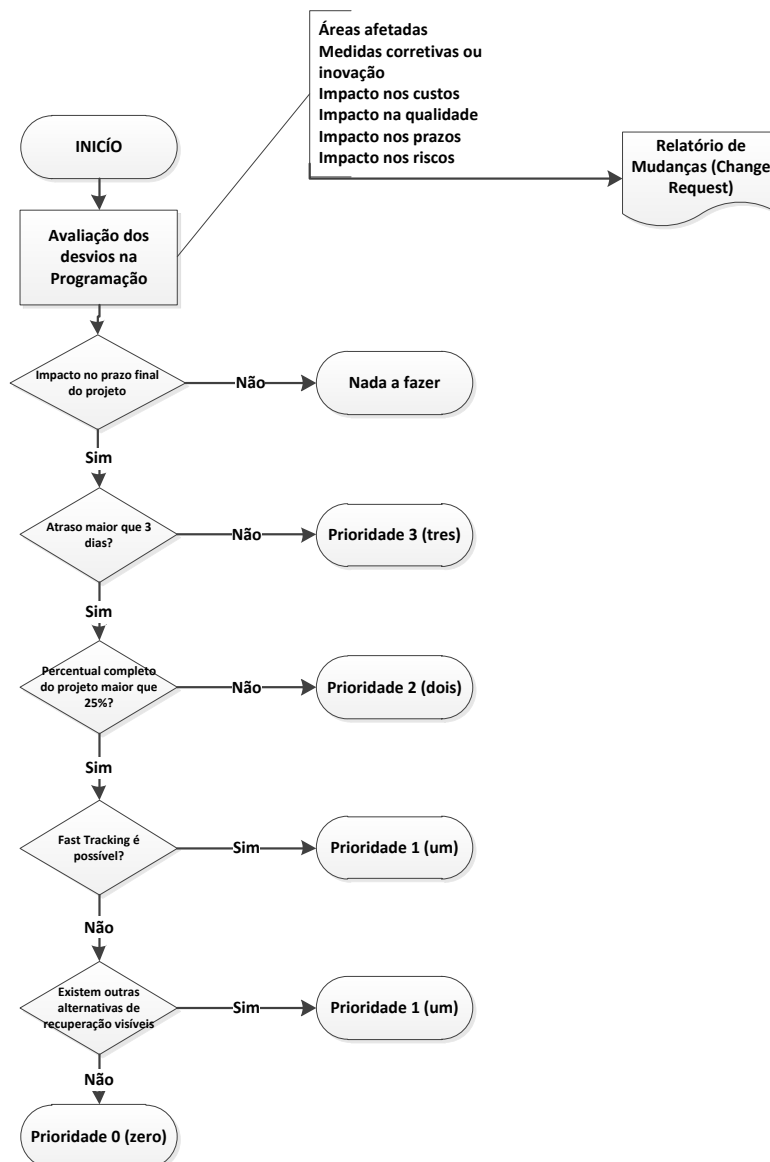 Áreas afetadas
Medidas corretivas ou
inovação
Impacto nos custos
Impacto na qualidade
Impacto nos prazos
Impacto nos riscos
Relatório de
Mudanças (Change
Request)
INICÍO
Avaliação dos
desvios na
Programação
Impacto no prazo final
do projeto
Não
Nada a fazer
Sim
Atraso maior que 3
dias?
Não
Prioridade 3 (tres)
Sim
Percentual completo
do projeto maior que
25%?
Não
Prioridade 2 (dois)
Sim
Fast Tracking é
possível?
Sim
Prioridade 1 (um)
Não
Existem outras
alternativas de
recuperação visíveis
Sim
Prioridade 1 (um)
Não
Prioridade 0 (zero)